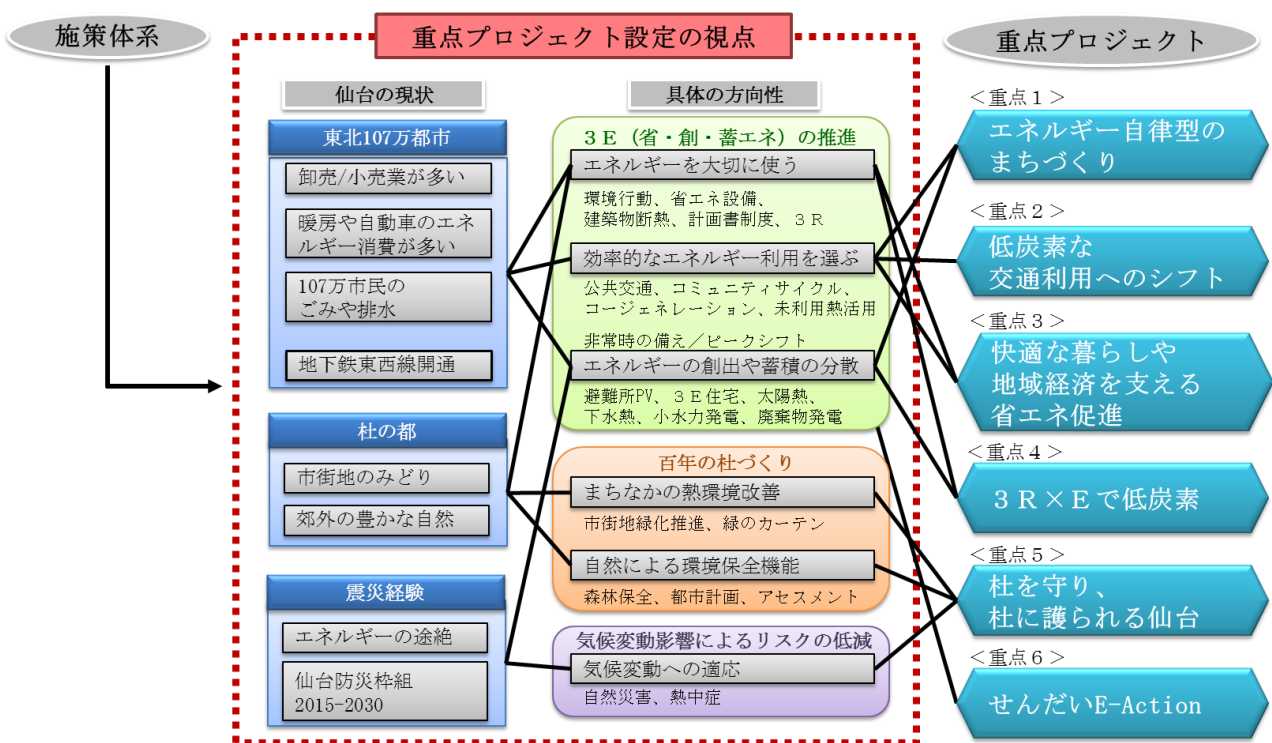 施策体系
重点プロジェクト設定の視点
重点プロジェクト
仙台の現状
東北107万都市
卸売/小売業が多い
暖房や自動車のエネ
ルギー消費が多い
107万市民の
ごみや排水
地下鉄東西線開通
杜の都
市街地のみどり
郊外の豊かな自然
震災経験
エネルギーの途絶
仙台防災枠組
2015-2030
具体の方向性
３Ｅ（省・創・蓄エネ）の推進
エネルギーを大切に使う
環境行動、省エネ設備、
建築物断熱、計画書制度、３Ｒ
効率的なエネルギー利用を選ぶ
公共交通、コミュニティサイクル、
コージェネレーション、未利用熱活用
非常時の備え／ピークシフト
エネルギーの創出や蓄積の分散
避難所PV、３Ｅ住宅、太陽熱、
下水熱、小水力発電、廃棄物発電
百年の杜づくり
まちなかの熱環境改善
市街地緑化推進、緑のカーテン
自然による環境保全機能
森林保全、都市計画、アセスメント
気候変動影響によるリスクの低減
気候変動への適応
自然災害、熱中症
＜重点１＞
エネルギー自律型の
まちづくり
＜重点２＞
低炭素な
交通利用へのシフト
＜重点３＞
快適な暮らしや
地域経済を支える
省エネ促進
＜重点４＞
３Ｒ×Ｅで低炭素
＜重点５＞
杜を守り、
杜に護られる仙台
＜重点６＞
せんだいE-Action